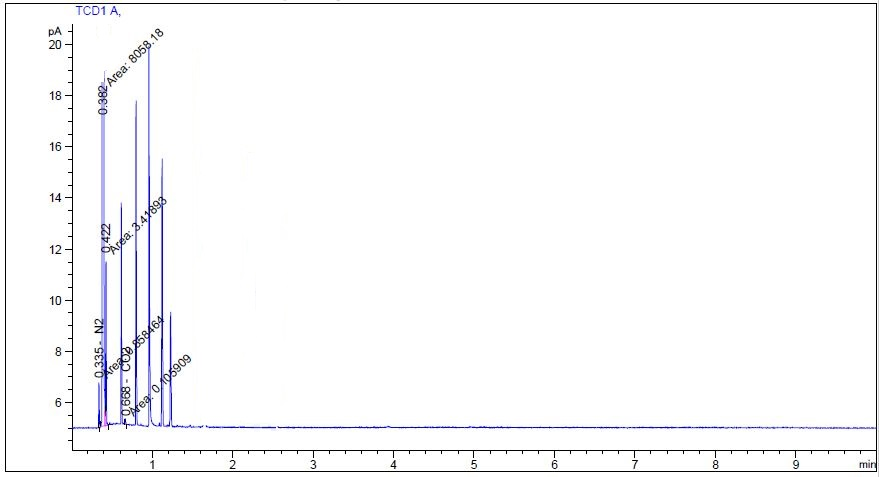 TCD1 A,
pA
20
18
16
14
12
10
8
6
0.335 - N2
Area: 0.858464
0.382
Area: 8058.18
0.422
Area: 3.41893
0.668 - CO2
Area: 0.105909
1
2
3
4
5
6
7
8
9
min